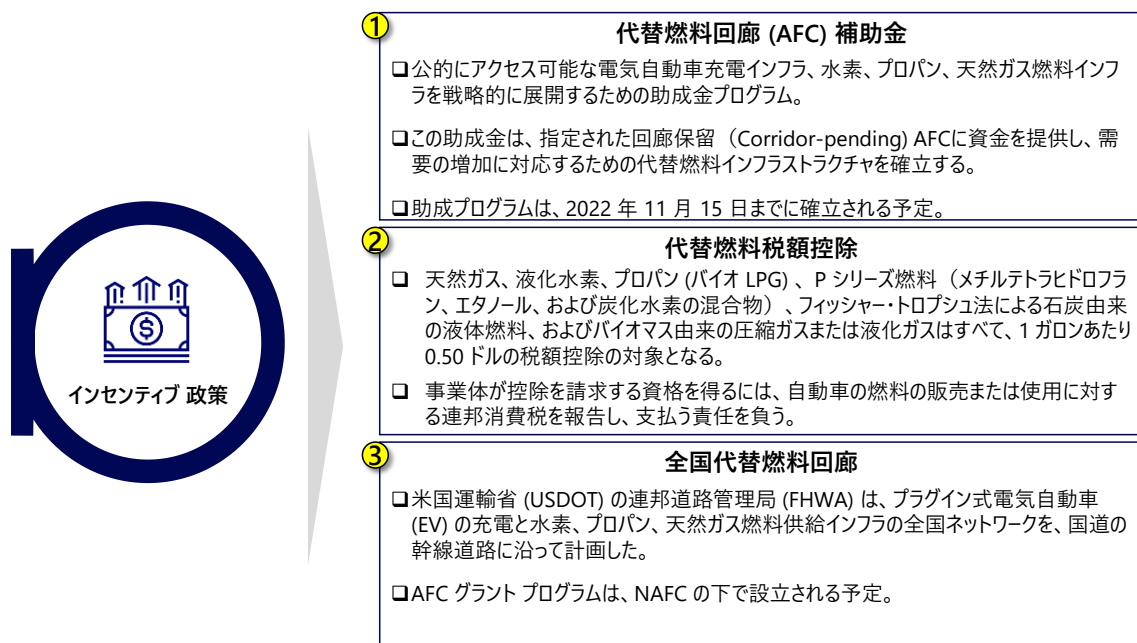 インセンティブ 政策
1
代替燃料回廊 (AFC) 補助金
❑公的にアクセス可能な電気自動車充電インフラ、水素、プロパン、天然ガス燃料インフ
ラを戦略的に展開するための助成金プログラム。
❑この助成金は、指定された回廊保留（Corridor-pending) AFCに資金を提供し、需
要の増加に対応するための代替燃料インフラストラクチャを確立する。
❑助成プログラムは、2022 年 11 月 15 日までに確立される予定。
2
代替燃料税額控除
❑ 天然ガス、液化水素、プロパン (バイオ LPG) 、P シリーズ燃料（メチルテトラヒドロフラ
ン、エタノール、および炭化水素の混合物）、フィッシャー・トロプシュ法による石炭由来
の液体燃料、およびバイオマス由来の圧縮ガスまたは液化ガスはすべて、1 ガロンあたり
0.50 ドルの税額控除の対象となる。
❑ 事業体が控除を請求する資格を得るには、自動車の燃料の販売または使用に対す
る連邦消費税を報告し、支払う責任を負う。
3
全国代替燃料回廊
❑米国運輸省 (USDOT) の連邦道路管理局 (FHWA) は、プラグイン式電気自動車
(EV) の充電と水素、プロパン、天然ガス燃料供給インフラの全国ネットワークを、国道の
幹線道路に沿って計画した。
❑AFC グラント プログラムは、NAFC の下で設立される予定。